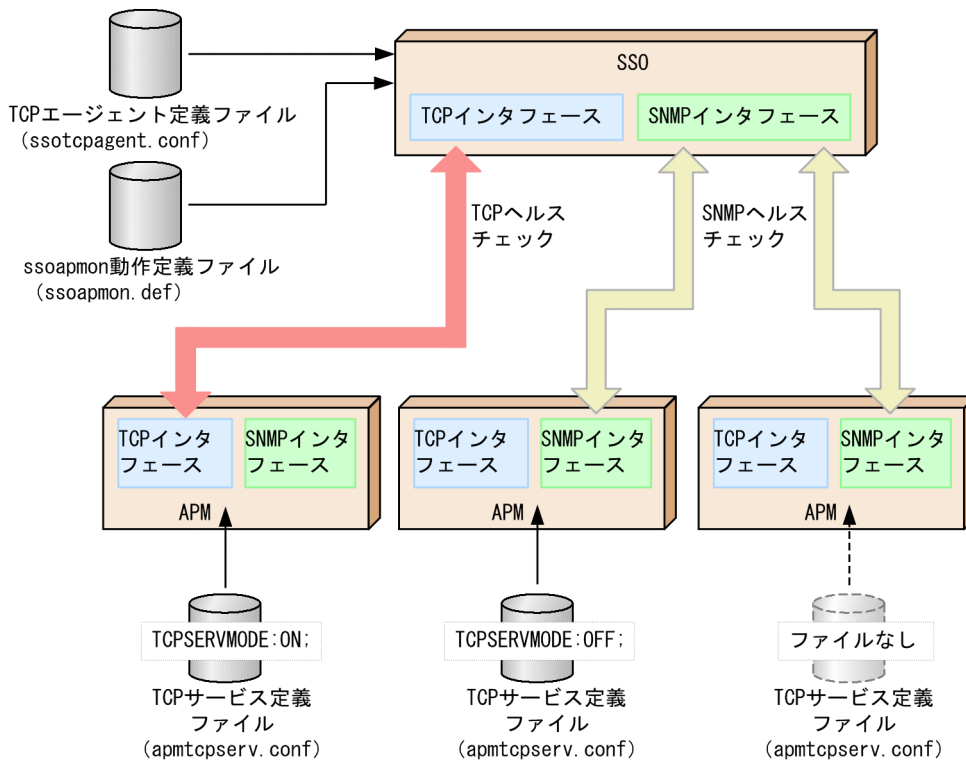 SSO
TCPインタフェース
SNMPインタフェース
TCPエージェント定義ファイル
(ssotcpagent.conf)
ssoapmon動作定義ファイル
(ssoapmon.def)
TCPヘルス
チェック
SNMPヘルス
チェック
TCPインタ
フェース
SNMPインタ
フェース
APM
TCPインタ
フェース
SNMPインタ
フェース
APM
TCPインタ
フェース
SNMPインタ
フェース
APM
TCPSERVMODE:ON;
TCPサービス定義
ファイル
(apmtcpserv.conf)
TCPSERVMODE:OFF;
TCPサービス定義
ファイル
(apmtcpserv.conf)
ファイルなし
TCPサービス定義
ファイル
(apmtcpserv.conf)